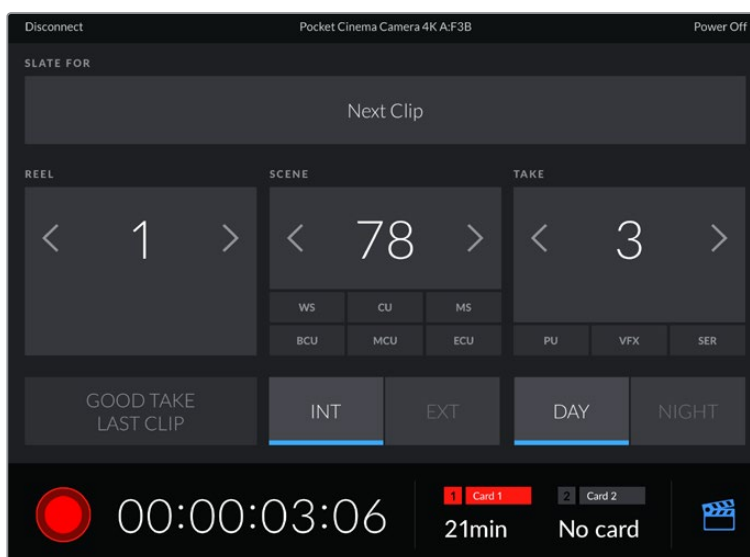 Disconnect Pocket Cinema Camera 4K A:F3B Power Off
SLATE FOR
Next Clip
REEL SCENE TAKE
< 1 > < 78 > < 3 >
WS CU MS
BCU MCU ECU PU VFX SER
GOOD TAKE
LAST CLIP
INT EXT DAY NIGHT
00:00:03:06
1 Card 1 2 Card 2
21min No card